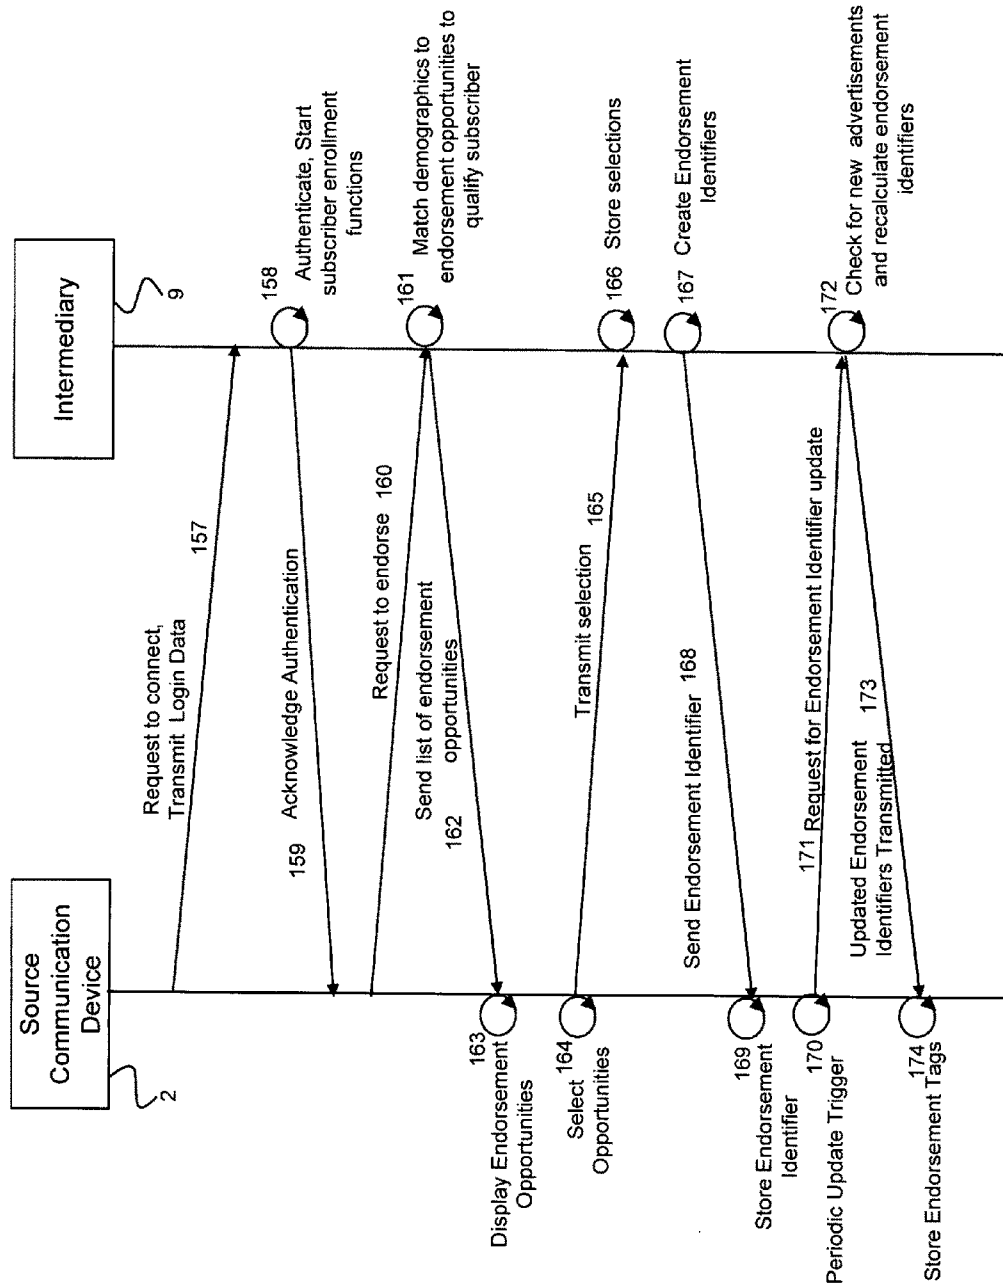 Source
Communication
Device
2
Intermediary
9
Request to connect,
Transmit Login Data
157
158
Authenticate, Start
subscriber enrollment
functions
159
Acknowledge Authentication
Request to endorse 160
161
Match demographics to
endorsement opportunities to
qualify subscriber
Send list of endorsement
162 opportunities
163
Display Endorsement
Opportunities
164
Select
Opportunities
Transmit selection
165
166 Store selections
167 Create Endorsement
Identifiers
Send Endorsement Identifier 168
169
Store Endorsement
Identifier
170
Periodic Update Trigger
171 Request for Endorsement Identifier update
172
Check for new advertisements
and recalculate endorsement
identifiers
Updated Endorsement 173
Identifiers Transmitted
174
Store Endorsement Tags